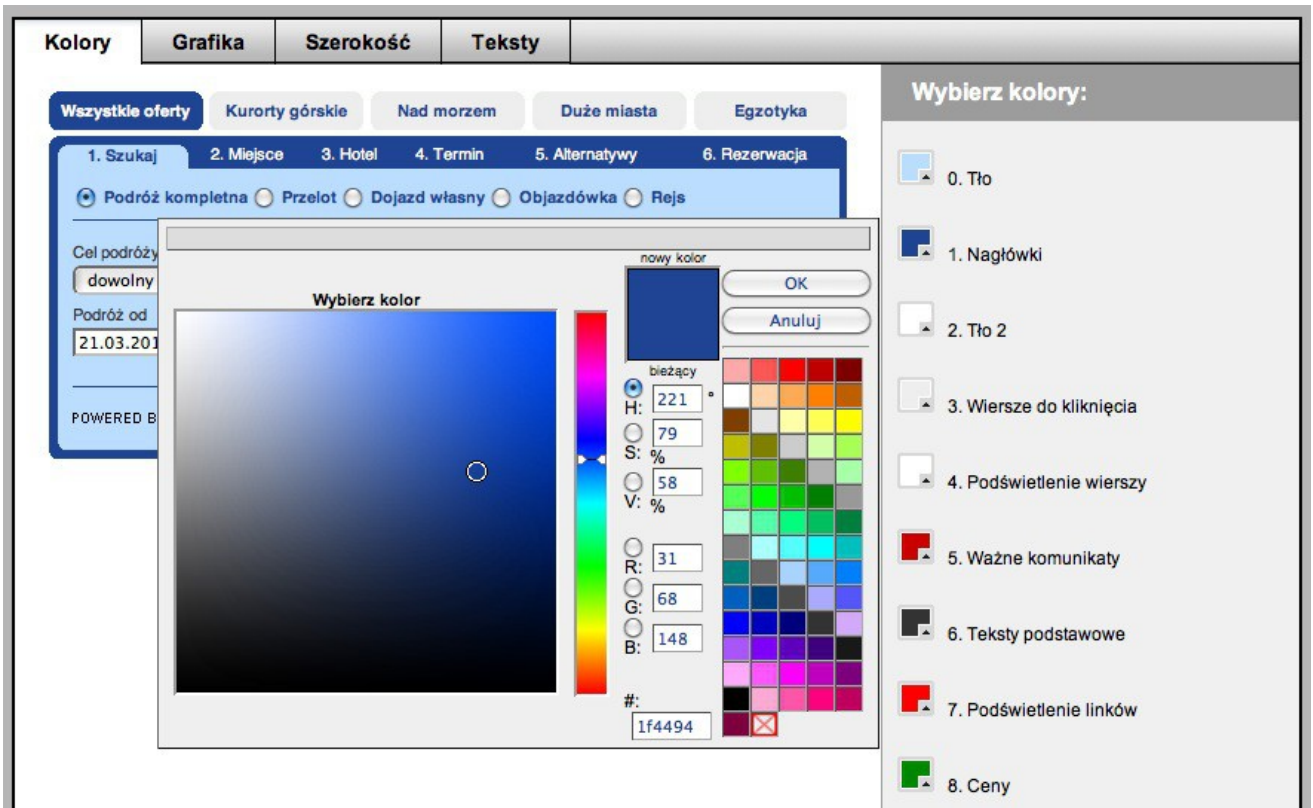 Kolory Grafika Szerokość Teksty
Wszystkie oferty Kurorty górskie Nad morzem Duże miasta Egzotyka
1. Szukaj 2. Miejsce 3. Hotel 4. Termin 5. Alternatywy 6. Rezerwacja
Podróż kompletna Przelot Dojazd własny Objazdówka Rejs
Cel podróży
dowolny
Podróż od
21.03.201
POWERED B
Wybierz kolor
nowy kolor
bieżący
OK
Anuluj
H: 221 °
S: 79 %
V: 58 %
R: 31
G: 68
B: 148
#:
1f4494
Wybierz kolory:
0. Tło
1. Nagłówki
2. Tło 2
3. Wiersze do kliknięcia
4. Podświetlenie wierszy
5. Ważne komunikaty
6. Teksty podstawowe
7. Podświetlenie linków
8. Ceny